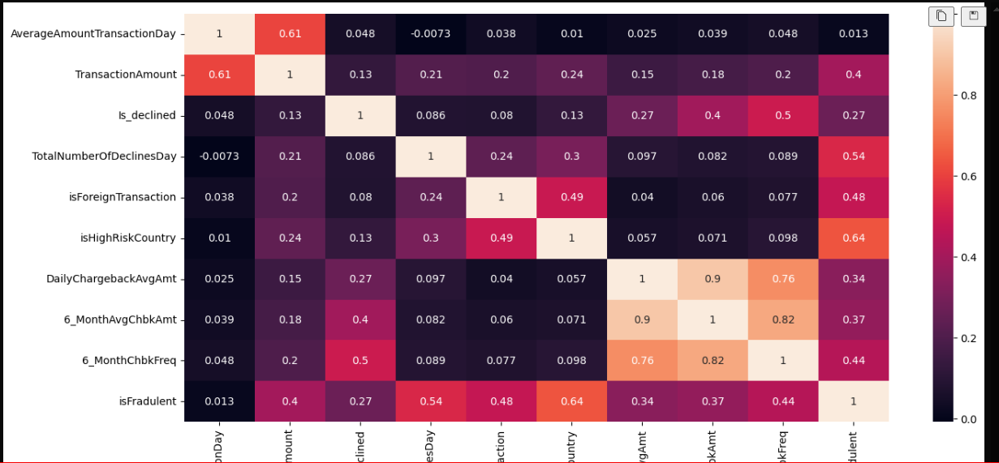 AverageAmountTransactionDay 1 0.61 0.048 -0.0073 0.038 0.01 0.025 0.039 0.048 0.013
TransactionAmount 0.61 1 0.13 0.21 0.2 0.24 0.15 0.18 0.2 0.4
0.8
Is_declined 0.048 0.13 1 0.086 0.08 0.13 0.27 0.4 0.5 0.27
TotalNumberOfDeclinesDay -0.0073 0.21 0.086 1 0.24 0.3 0.097 0.082 0.089 0.54
0.6
isForeignTransaction 0.038 0.2 0.08 0.24 1 0.49 0.04 0.06 0.077 0.48
isHighRiskCountry 0.01 0.24 0.13 0.3 0.49 1 0.057 0.071 0.098 0.64
0.4
DailyChargebackAvgAmt 0.025 0.15 0.27 0.097 0.04 0.057 1 0.9 0.76 0.34
6_MonthAvgChbkAmt 0.039 0.18 0.4 0.082 0.06 0.071 0.9 1 0.82 0.37
0.2
6_MonthChbkFreq 0.048 0.2 0.5 0.089 0.077 0.098 0.76 0.82 1 0.44
isFradulent 0.013 0.4 0.27 0.54 0.48 0.64 0.34 0.37 0.44 1
0.0
onDay
mount
clined
esDay
action
ountry
vgAmt
okAmt
okFreq
dulent